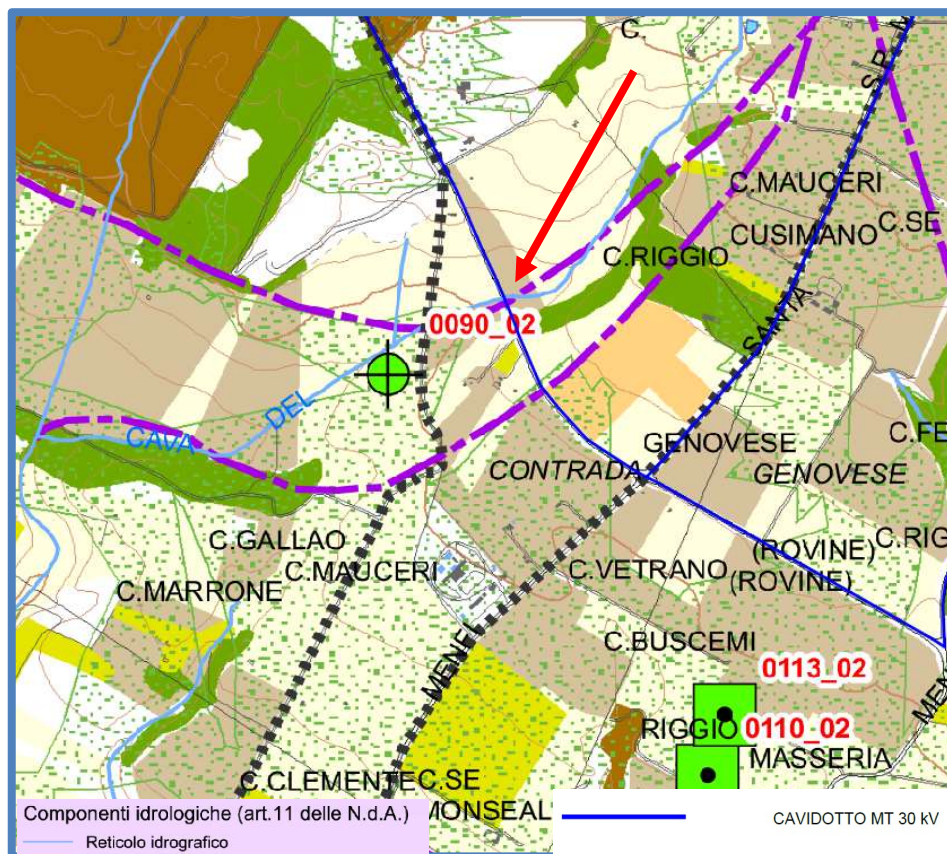 C.
S.P.
C.MAUCERI
C.SE
CUSIMANO
C.RIGGIO
SANTA
0090_02
DEL
CAVA
C.FE
GENOVESE
CONTRADA
GENOVESE
C.GALLAO
(ROVINE)
C.RIG
C.MAUCERI
C.VETRANO
(ROVINE)
C.MARRONE
C.BUSCEMI
MENFI
0113_02
RIGGIO
0110_02
MASSERIA
C.CLEMENTE
C.SE
MONSEAL
Componenti idrologiche (art.11 delle N.d.A.)
Reticolo idrografico
CAVIDOTTO MT 30 kV